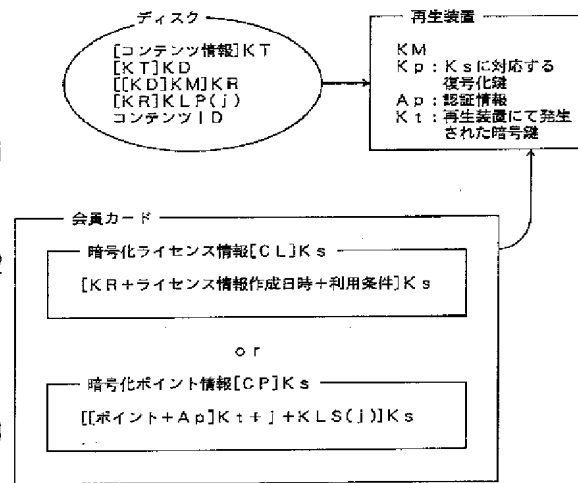 ディスク
[コンテンツ情報]KT
[KT]KD
[[KD]KM]KR
[KR]KLP(j)
コンテンツID
再生装置
KM
Kp:Ksに対応する
復号化鍵
Ap:認証情報
Kt:再生装置にて発生
された暗号鍵
会員カード
暗号化ライセンス情報[CL]Ks
[KR+ライセンス情報作成日時+利用条件]Ks
or
暗号化ポイント情報[CP]Ks
[[ポイント+Ap]Kt+j+KLS(j)]Ks